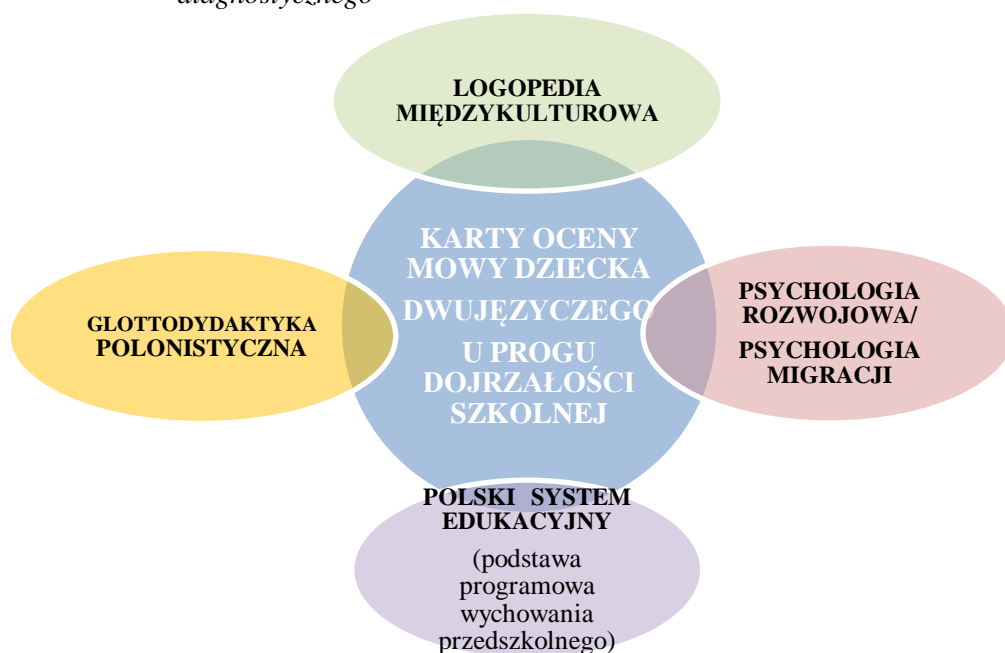 diagnostycznego
LOGOPEDIA
MIĘDZYKULTUROWA
KARTY OCENY
MOWY DZIECKA
DWUJĘZYCZEGO
U PROGU
DOJRZAŁOŚCI
SZKOLNEJ
GLOTTODYDAKTYKA
POLONISTYCZNA
PSYCHOLOGIA
ROZWOJOWA/
PSYCHOLOGIA
MIGRACJI
POLSKI SYSTEM
EDUKACYJNY
(podstawa
programowa
wychowania
przedszkolnego)